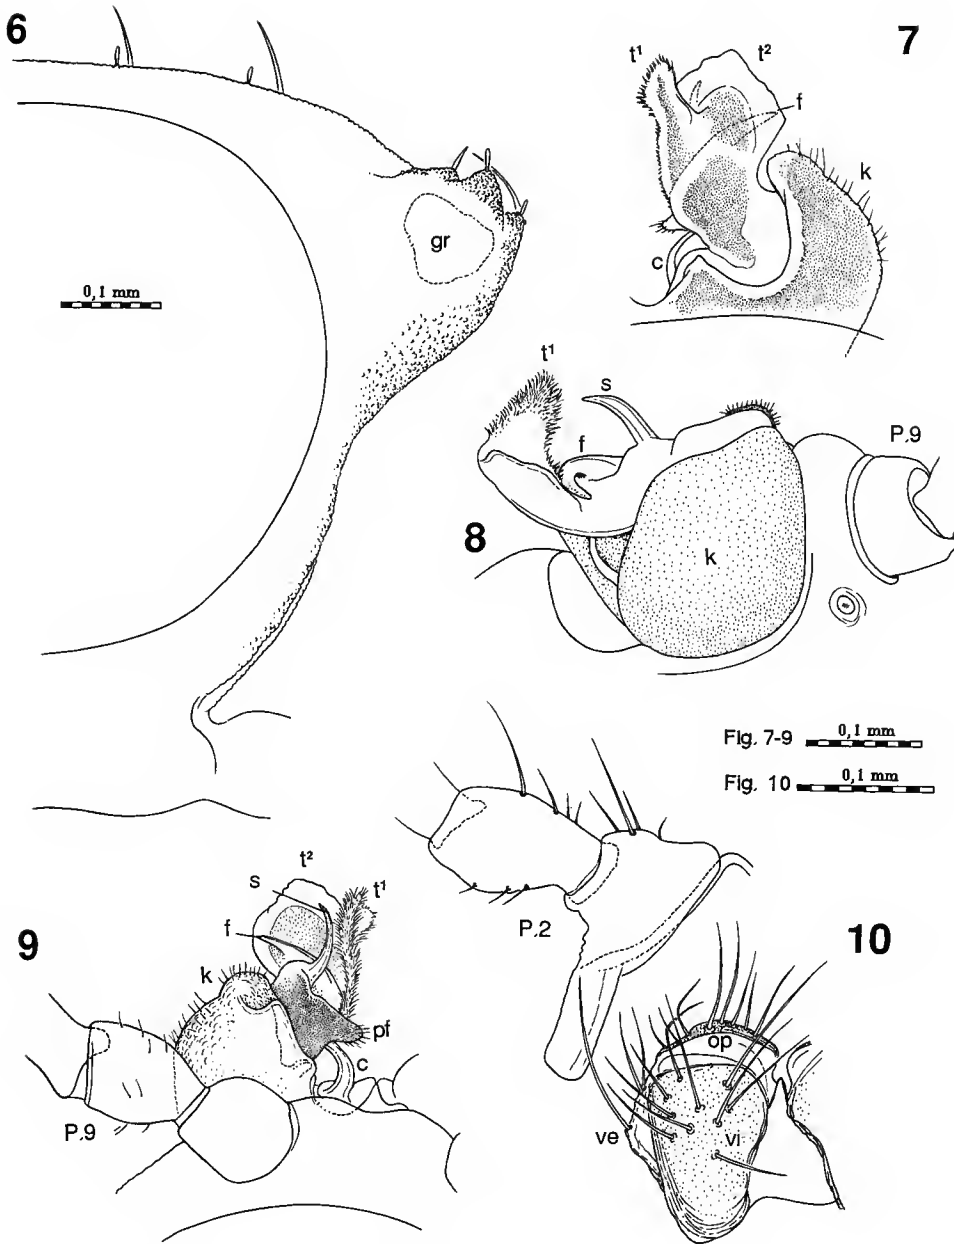 6
7
t¹
t²
f
k
gr
c
0,1 mm
t¹
s
f
P.9
8
k
Fig. 7-9 0,1 mm
Fig. 10 0,1 mm
t²
s
t¹
f
9
k
P.2
10
pf
op
c
P.9
ve
vi